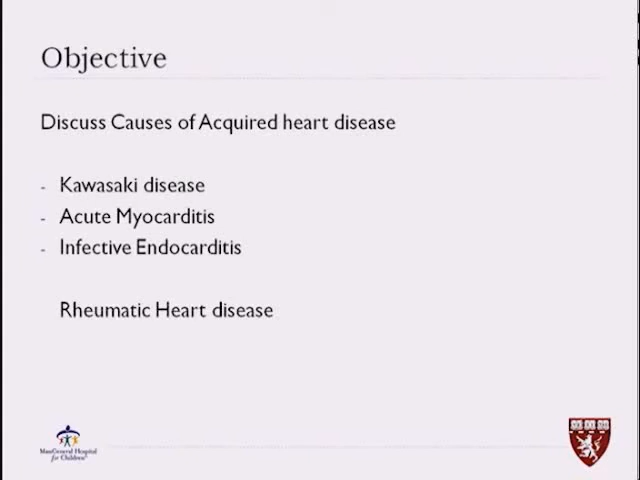 Objective
Discuss Causes of Acquired heart disease
- Kawasaki disease
- Acute Myocarditis
- Infective Endocarditis
Rheumatic Heart disease
MassGeneral Hospital
for Children